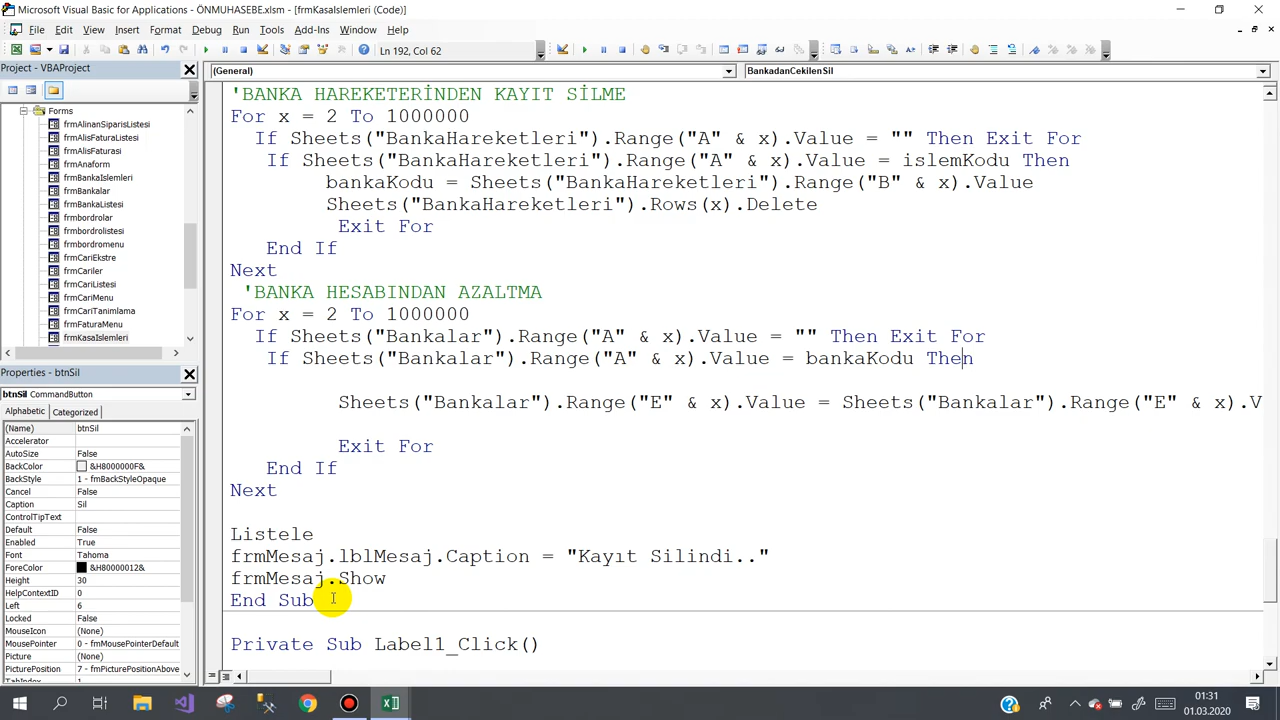 Microsoft Visual Basic for Applications - ÖNMUHASEBE.xlsm - [frmKasaIslemleri (Code)]
File Edit View Insert Format Debug Run Tools Add-Ins Window Help
Ln 192, Col 62
Project - VBAProject
(General) BankadanCekilenSil
Forms
frmAlinanSiparisListesi
frmAlisFaturaListesi
frmAlisFaturasi
frmAnaform
frmBankaIslemleri
frmBankalar
frmBankaListesi
frmbordrolar
frmbordrolistesi
frmbordromenu
frmCariEkstre
frmCariler
frmCariListesi
frmCariMenu
frmCariTanimlama
frmFaturaMenu
frmKasaIslemleri
Properties - btnSil
btnSil CommandButton
Alphabetic Categorized
(Name) btnSil
Accelerator
AutoSize False
BackColor &H8000000F&
BackStyle 1 - fmBackStyleOpaque
Cancel False
Caption Sil
ControlTipText
Default False
Enabled True
Font Tahoma
ForeColor &H80000012&
Height 30
HelpContextID 0
Left 6
Locked False
MouseIcon (None)
MousePointer 0 - fmMousePointerDefault
Picture (None)
PicturePosition 7 - fmPicturePositionAbove
TabIndex 1
'BANKA HAREKETERİNDEN KAYIT SİLME
For x = 2 To 1000000
If Sheets("BankaHareketleri").Range("A" & x).Value = "" Then Exit For
If Sheets("BankaHareketleri").Range("A" & x).Value = islemKodu Then
bankaKodu = Sheets("BankaHareketleri").Range("B" & x).Value
Sheets("BankaHareketleri").Rows(x).Delete
Exit For
End If
Next
'BANKA HESABINDAN AZALTMA
For x = 2 To 1000000
If Sheets("Bankalar").Range("A" & x).Value = "" Then Exit For
If Sheets("Bankalar").Range("A" & x).Value = bankaKodu Then
Sheets("Bankalar").Range("E" & x).Value = Sheets("Bankalar").Range("E" & x).V
Exit For
End If
Next
Listele
frmMesaj.lblMesaj.Caption = "Kayıt Silindi.."
frmMesaj.Show
End Sub
Private Sub Label1_Click()
01:31
01.03.2020